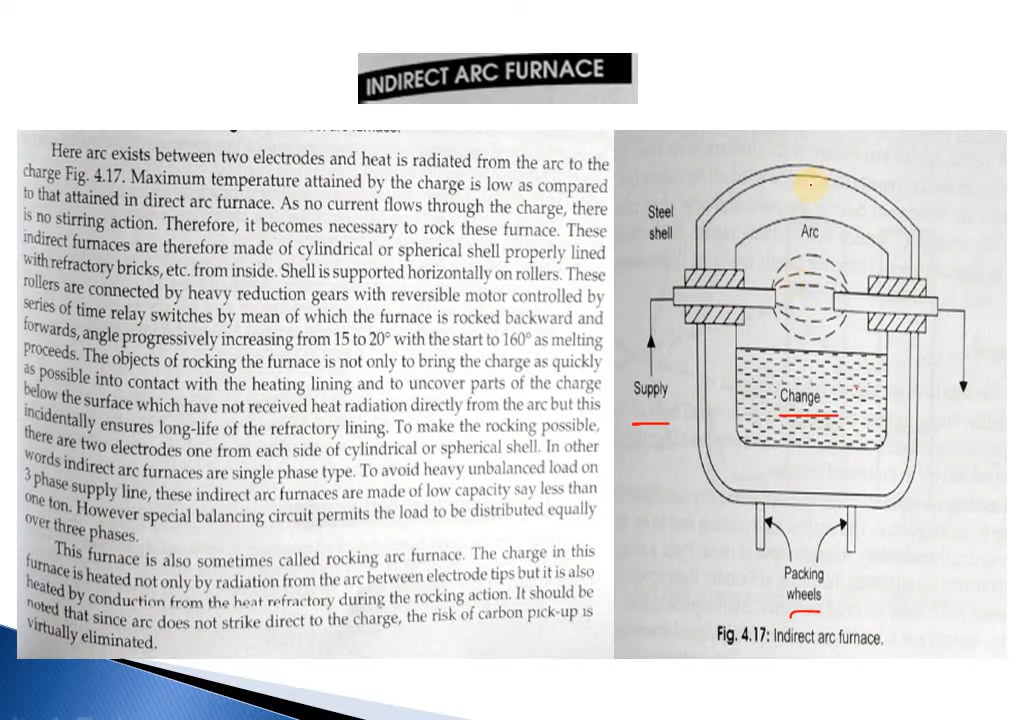 INDIRECT ARC FURNACE
Here arc exists between two electrodes and heat is radiated from the arc to the
charge Fig. 4.17. Maximum temperature attained by the charge is low as compared
to that attained in direct arc furnace. As no current flows through the charge, there
is no stirring action. Therefore, it becomes necessary to rock these furnace. These
indirect furnaces are therefore made of cylindrical or spherical shell properly lined
with refractory bricks, etc. from inside. Shell is supported horizontally on rollers. These
rollers are connected by heavy reduction gears with reversible motor controlled by
series of time relay switches by mean of which the furnace is rocked backward and
forwards, angle progressively increasing from 15 to 20° with the start to 160° as melting
proceeds. The objects of rocking the furnace is not only to bring the charge as quickly
as possible into contact with the heating lining and to uncover parts of the charge
below the surface which have not received heat radiation directly from the arc but this
incidentally ensures long-life of the refractory lining. To make the rocking possible,
there are two electrodes one from each side of cylindrical or spherical shell. In other
words indirect arc furnaces are single phase type. To avoid heavy unbalanced load on
3 phase supply line, these indirect arc furnaces are made of low capacity say less than
one ton. However special balancing circuit permits the load to be distributed equally
over three phases.
This furnace is also sometimes called rocking arc furnace. The charge in this
furnace is heated not only by radiation from the arc between electrode tips but it is also
heated by conduction from the heat refractory during the rocking action. It should be
noted that since arc does not strike direct to the charge, the risk of carbon pick-up is
virtually eliminated.
Steel
shell
Arc
Supply
Change
Packing
wheels
Fig. 4.17: Indirect arc furnace.